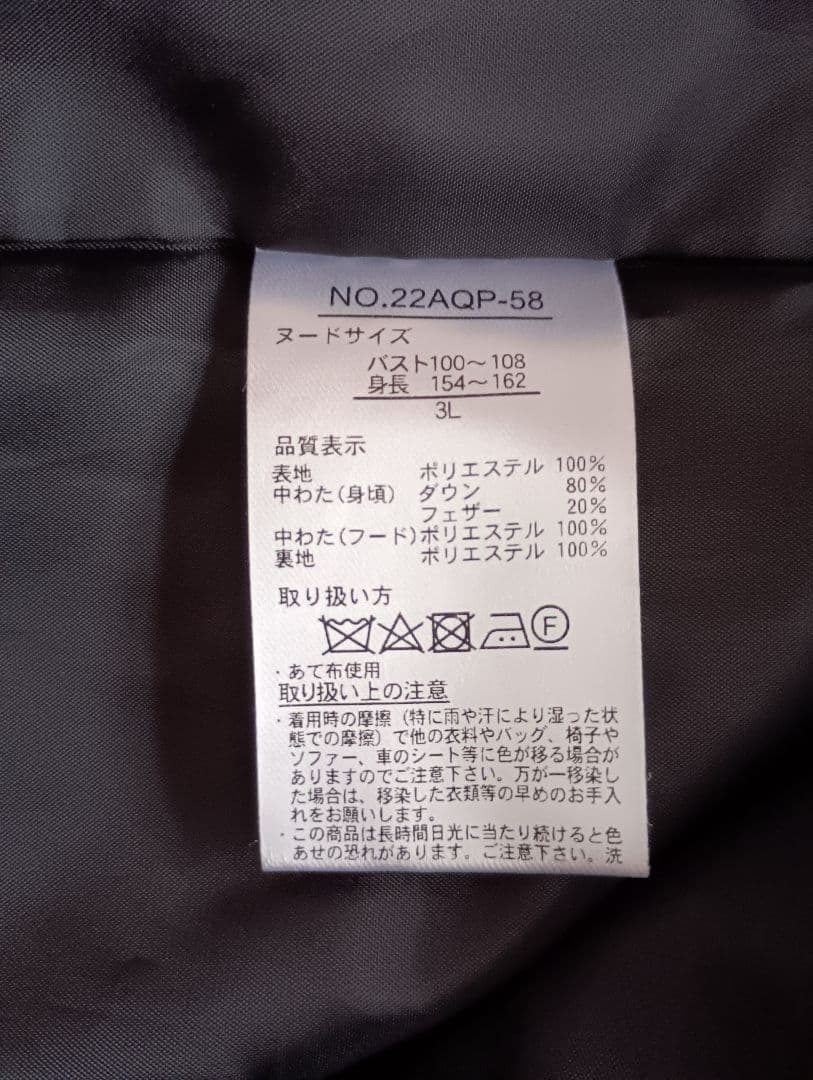 NO.22AQP-58
ヌードサイズ
バスト100～108
身長 154～162
3L
品質表示
表地 ポリエステル 100%
中わた(身頃) ダウン 80%
フェザー 20%
中わた(フード)ポリエステル 100%
裏地 ポリエステル 100%
取り扱い方
F
・あて布使用
取り扱い上の注意
・着用時の摩擦（特に雨や汗により湿った状
態での摩擦）で他の衣料やバッグ、椅子や
ソファー、車のシート等に色が移る場合が
ありますのでご注意下さい。万が一移染し
た場合は、移染した衣類等の早めのお手入
れをお願いします。
・この商品は長時間日光に当たり続けると色
あせの恐れがあります。ご注意下さい。洗